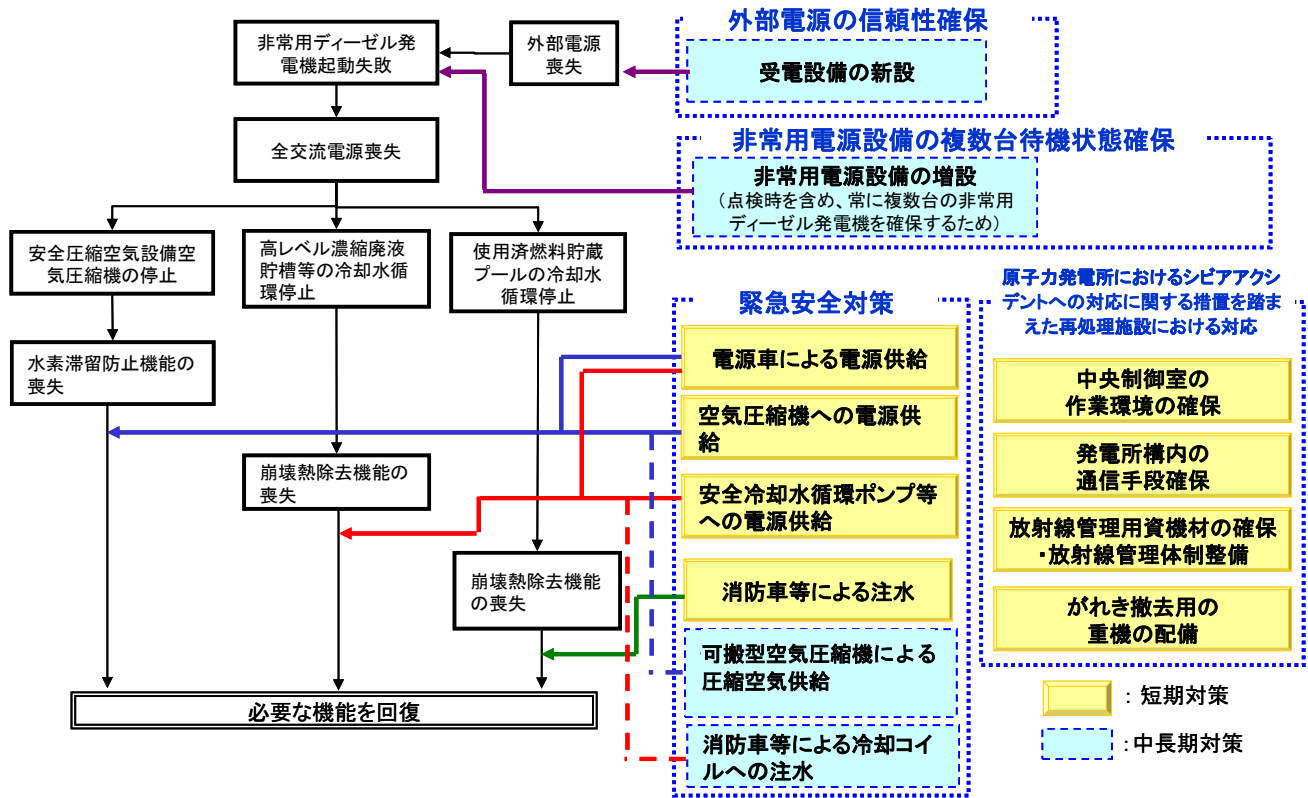 非常用ディーゼル発
電機起動失敗
外部電源
喪失
全交流電源喪失
安全圧縮空気設備空
気圧縮機の停止
高レベル濃縮廃液
貯槽等の冷却水循
環停止
使用済燃料貯蔵
プールの冷却水
循環停止
水素滞留防止機能の
喪失
崩壊熱除去機能の
喪失
崩壊熱除去機能
の喪失
必要な機能を回復
外部電源の信頼性確保
受電設備の新設
非常用電源設備の複数台待機状態確保
非常用電源設備の増設
（点検時を含め、常に複数台の非常用
ディーゼル発電機を確保するため）
緊急安全対策
電源車による電源供給
空気圧縮機への電源供
給
安全冷却水循環ポンプ等
への電源供給
消防車等による注水
可搬型空気圧縮機による
圧縮空気供給
消防車等による冷却コイ
ルへの注水
原子力発電所におけるシビアアクシ
デントへの対応に関する措置を踏ま
えた再処理施設における対応
中央制御室の
作業環境の確保
発電所構内の
通信手段確保
放射線管理用資機材の確保
・放射線管理体制整備
がれき撤去用の
重機の配備
：短期対策
：中長期対策